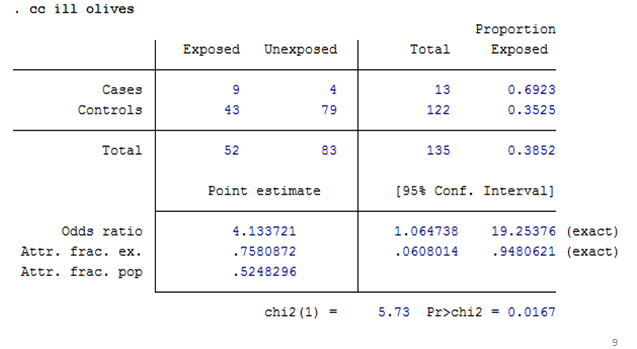 . cc ill olives
Proportion
Exposed Unexposed Total Exposed
Cases 9 4 13 0.6923
Controls 43 79 122 0.3525
Total 52 83 135 0.3852
Point estimate [95% Conf. Interval]
Odds ratio 4.133721 1.064738 19.25376 (exact)
Attr. frac. ex. .7580872 .0608014 .9480621 (exact)
Attr. frac. pop .5248296
chi2(1) = 5.73 Pr>chi2 = 0.0167
9